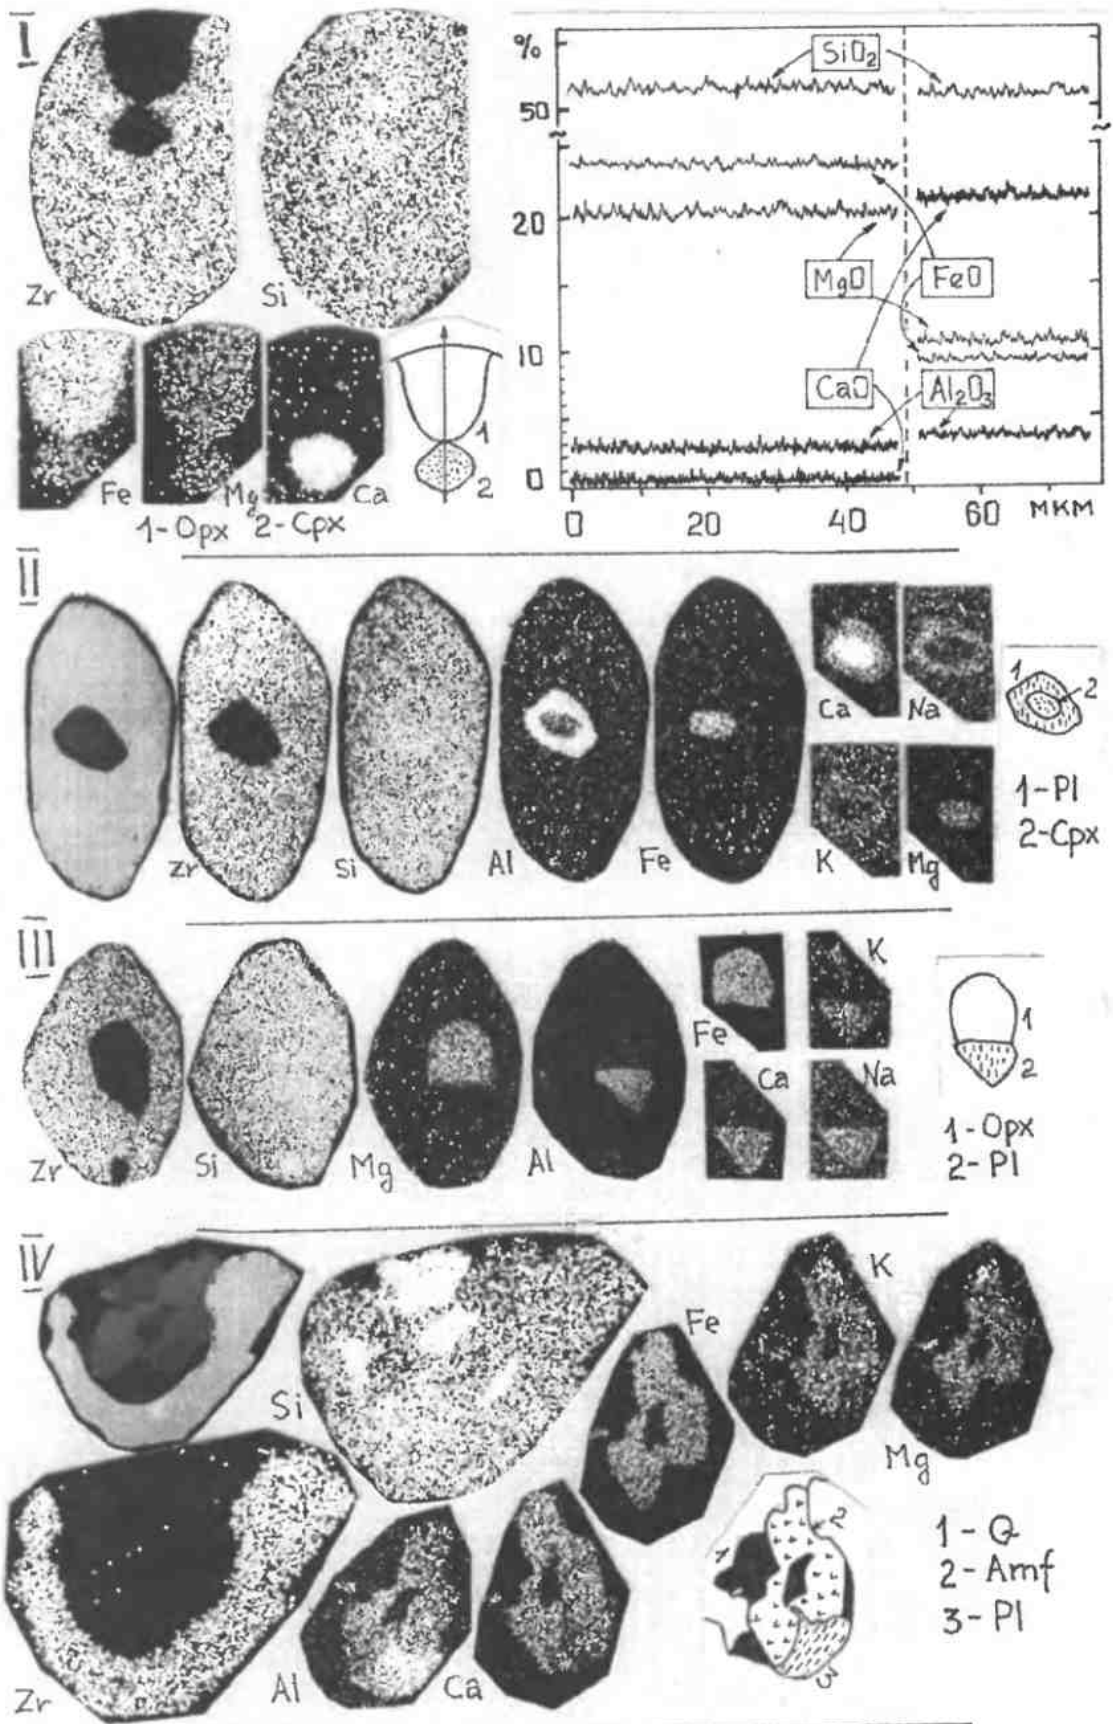 I
Zr
Si
Fe
Mg
Ca
1
2
1-Opx 2-Cpx
%
50
20
10
0
~
~
SiO₂
MgO
FeO
CaO
Al₂O₃
0 20 40 60 МКМ
II
Zr
Si
Al
Fe
Ca
Na
K
Mg
1
2
1-Pl
2-Cpx
III
Zr
Si
Mg
Al
Fe
K
Ca
Na
1
2
1-Opx
2-Pl
IV
Si
Fe
K
Mg
Zr
Al
Ca
1
2
3
1-Q
2-Amf
3-Pl